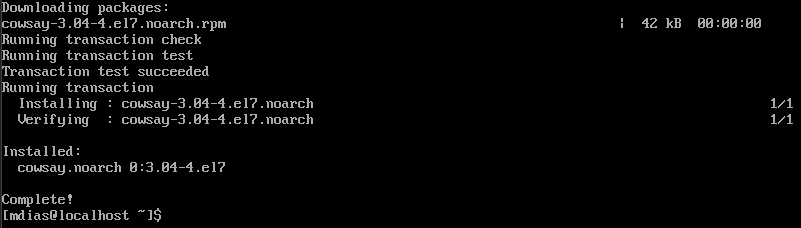 Downloading packages:
cowsay-3.04-4.el7.noarch.rpm | 42 kB 00:00:00
Running transaction check
Running transaction test
Transaction test succeeded
Running transaction
Installing : cowsay-3.04-4.el7.noarch 1/1
Verifying : cowsay-3.04-4.el7.noarch 1/1
Installed:
cowsay.noarch 0:3.04-4.el7
Complete!
[mdias@localhost ~]$